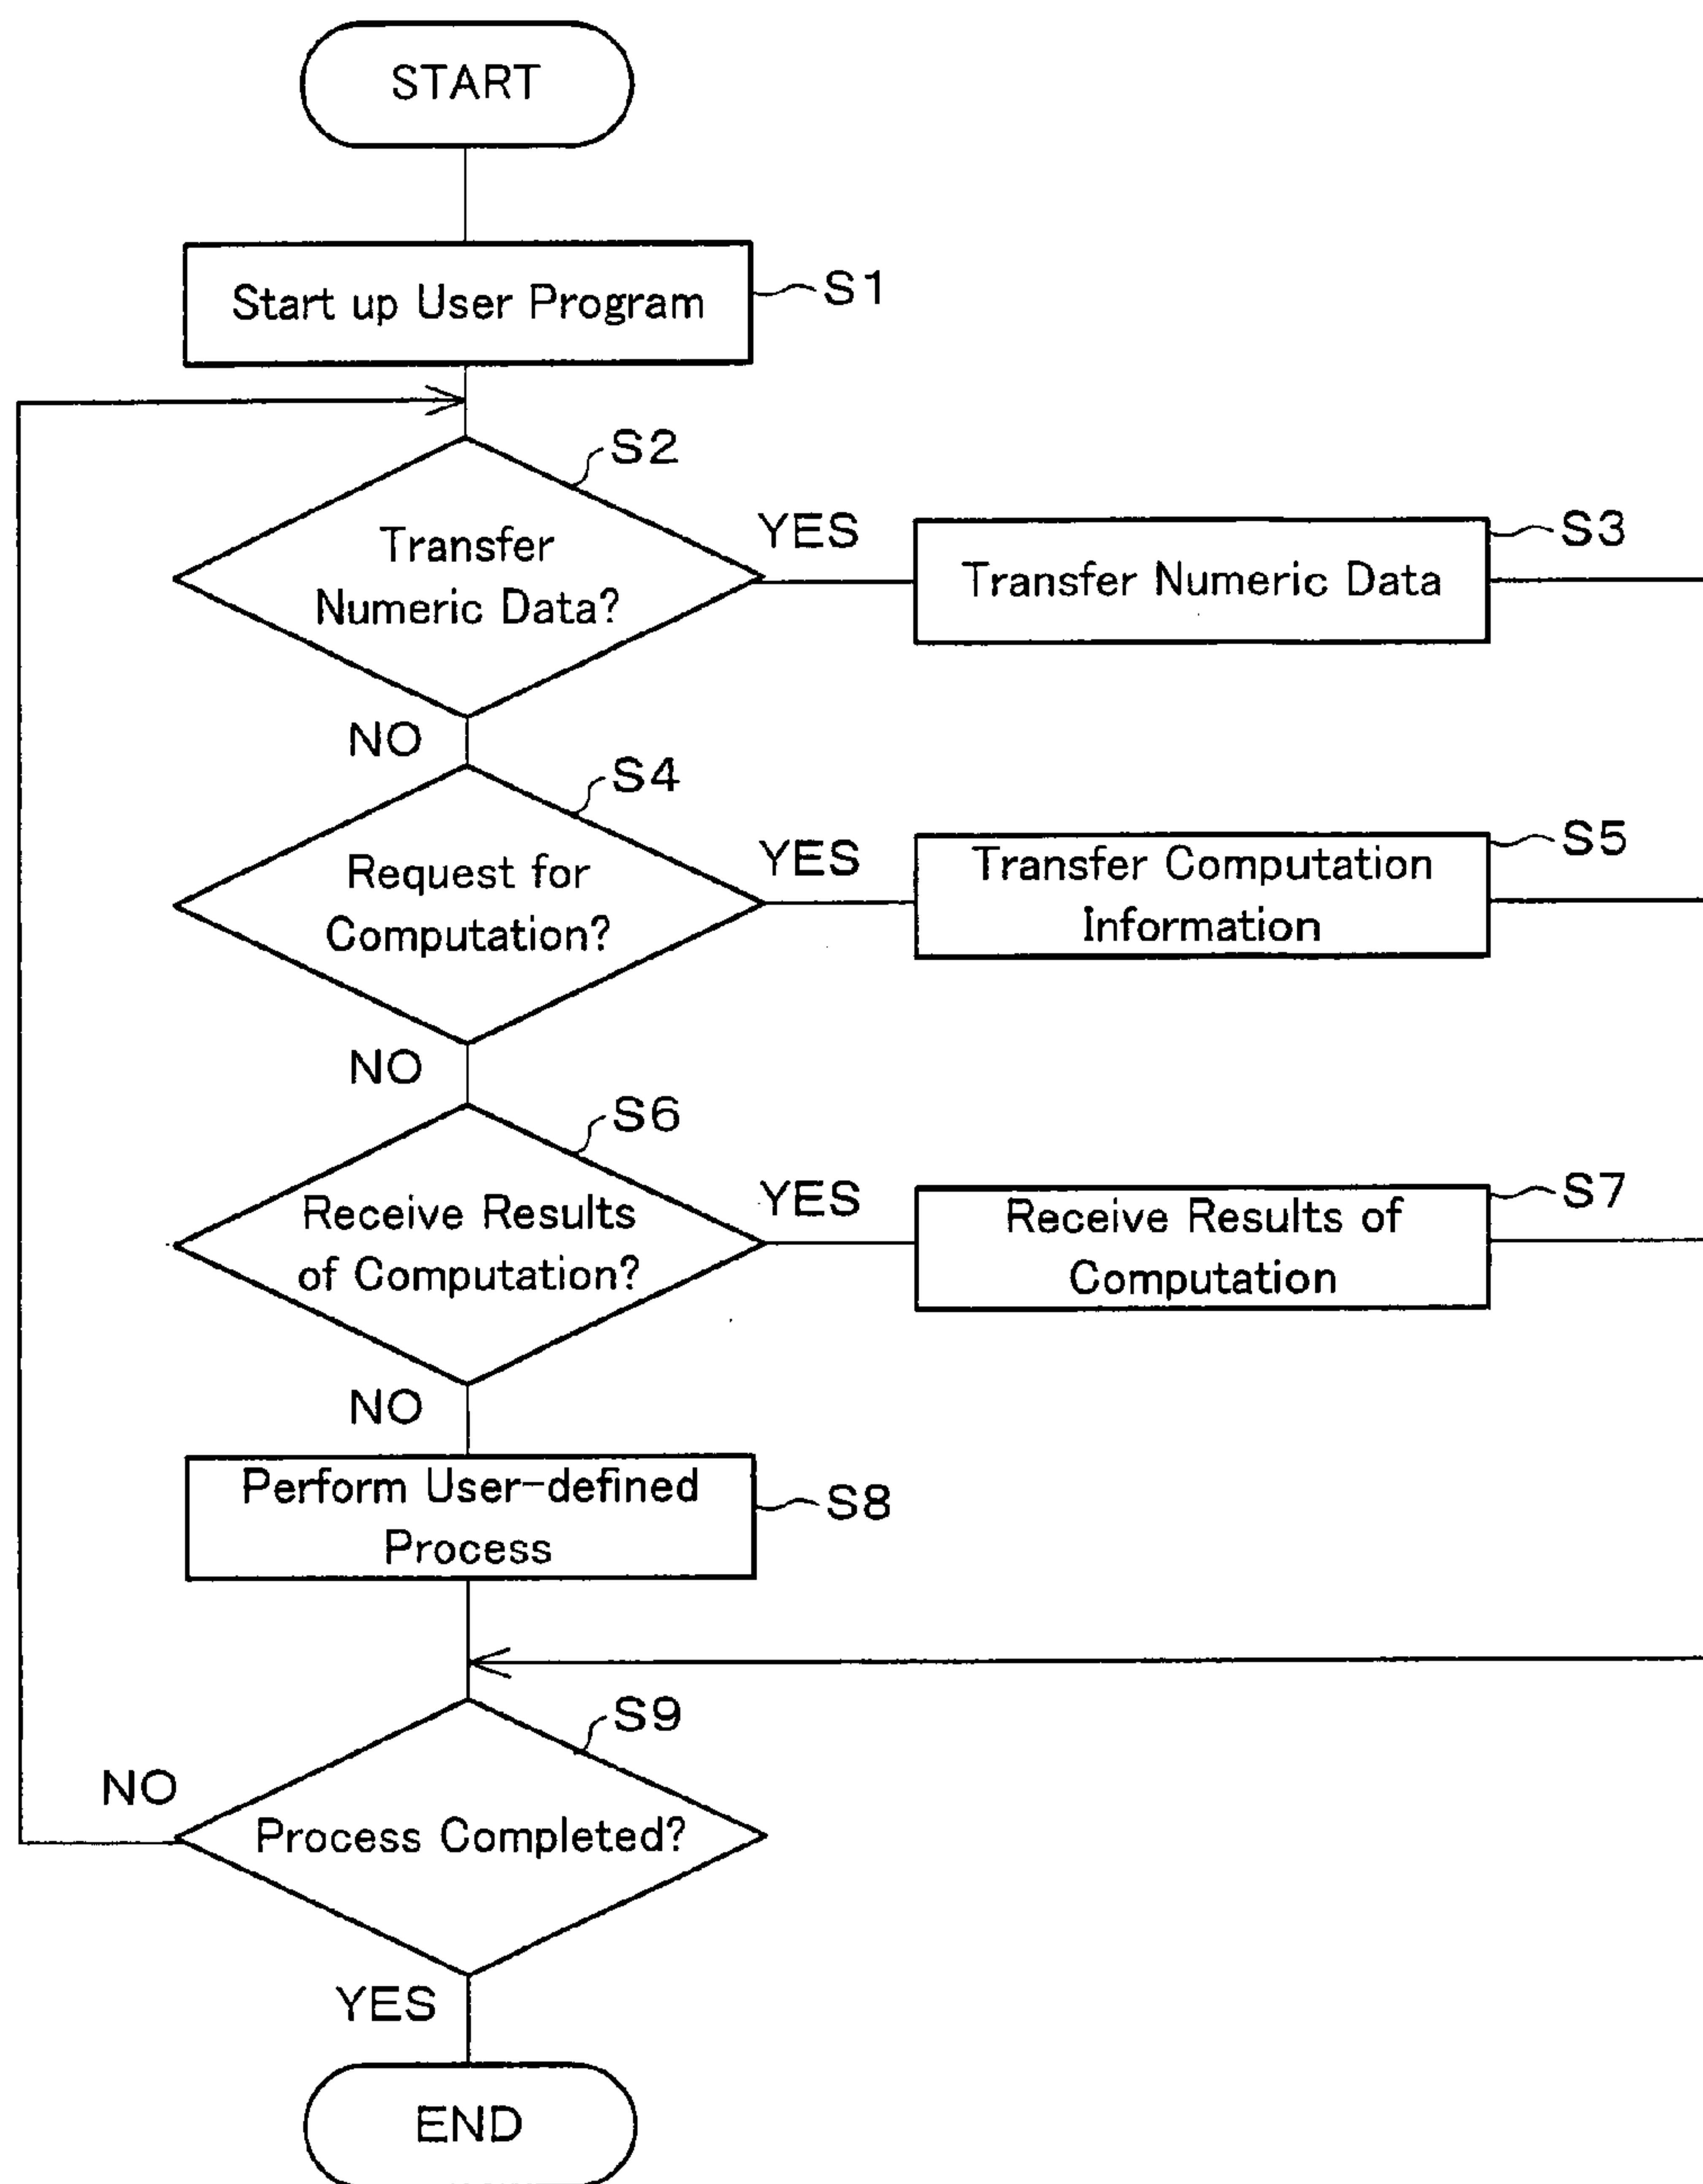 START
Start up User Program
S1
S2
Transfer
Numeric Data?
YES
Transfer Numeric Data
S3
NO
S4
Request for
Computation?
YES
Transfer Computation
Information
S5
NO
S6
Receive Results
of Computation?
YES
Receive Results of
Computation
S7
NO
Perform User-defined
Process
S8
S9
Process Completed?
NO
YES
END